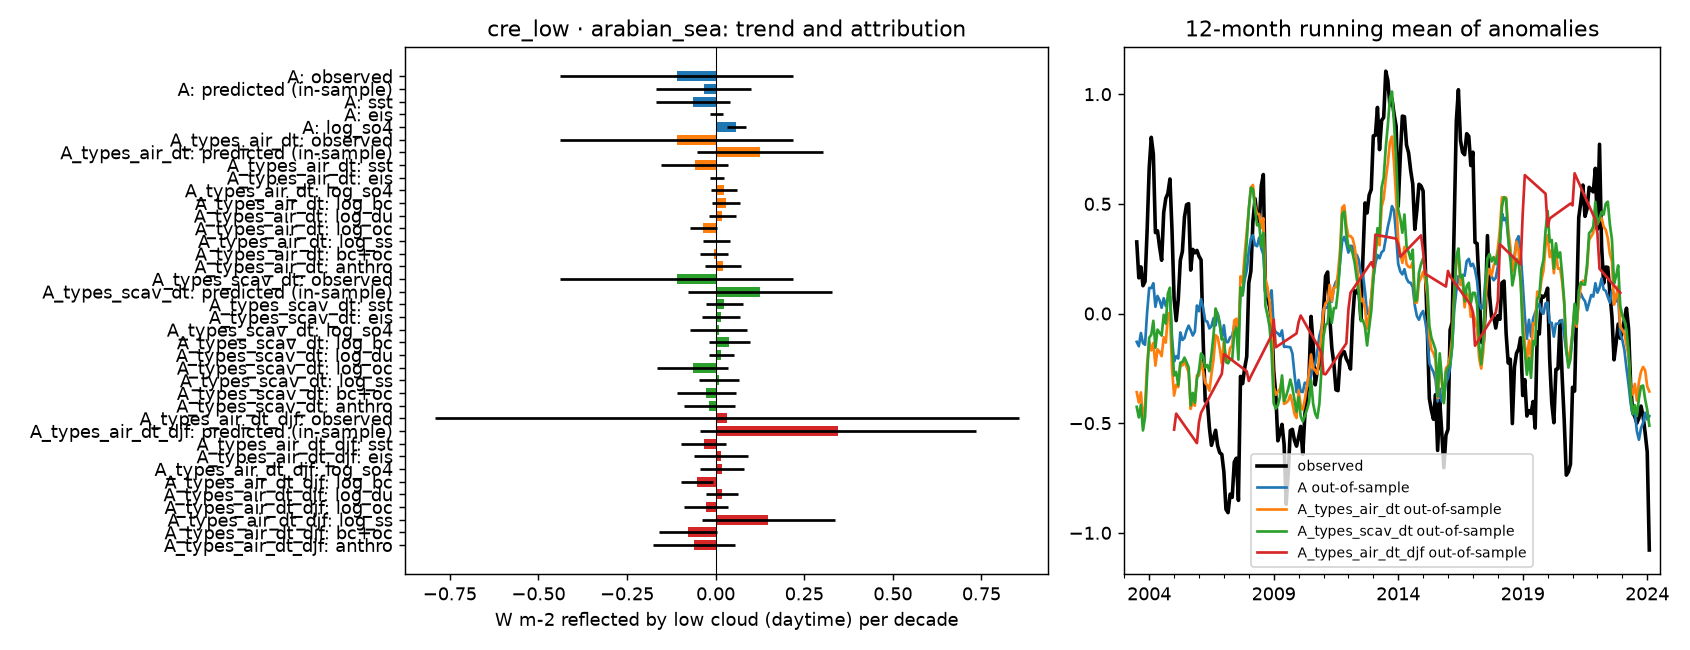 cre_low · arabian_sea: trend and attribution
A: observed
A: predicted (in-sample)
A: sst
A: eis
A: log_so4
A_types_air_dt: observed
A_types_air_dt: predicted (in-sample)
A_types_air_dt: sst
A_types_air_dt: eis
A_types_air_dt: log_so4
A_types_air_dt: log_bc
A_types_air_dt: log_du
A_types_air_dt: log_oc
A_types_air_dt: log_ss
A_types_air_dt: bc+oc
A_types_air_dt: anthro
A_types_scav_dt: observed
A_types_scav_dt: predicted (in-sample)
A_types_scav_dt: sst
A_types_scav_dt: eis
A_types_scav_dt: log_so4
A_types_scav_dt: log_bc
A_types_scav_dt: log_du
A_types_scav_dt: log_oc
A_types_scav_dt: log_ss
A_types_scav_dt: bc+oc
A_types_scav_dt: anthro
A_types_air_dt_djf: observed
A_types_air_dt_djf: predicted (in-sample)
A_types_air_dt_djf: sst
A_types_air_dt_djf: eis
A_types_air_dt_djf: log_so4
A_types_air_dt_djf: log_bc
A_types_air_dt_djf: log_du
A_types_air_dt_djf: log_oc
A_types_air_dt_djf: log_ss
A_types_air_dt_djf: bc+oc
A_types_air_dt_djf: anthro
−0.75 −0.50 −0.25 0.00 0.25 0.50 0.75
W m-2 reflected by low cloud (daytime) per decade
12-month running mean of anomalies
1.0
0.5
0.0
−0.5
−1.0
observed
A out-of-sample
A_types_air_dt out-of-sample
A_types_scav_dt out-of-sample
A_types_air_dt_djf out-of-sample
2004 2009 2014 2019 2024